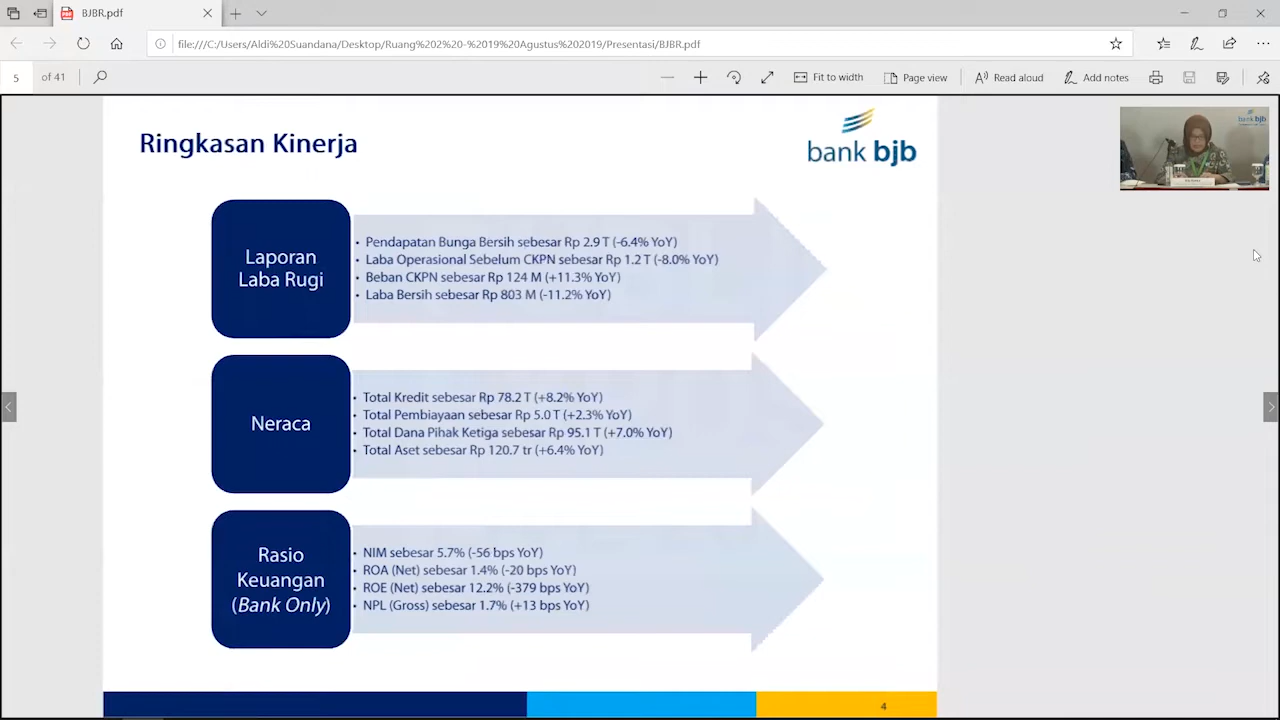 BJBR.pdf
file:///C:/Users/Aldi%20Suandana/Desktop/Ruang%202%20-%2019%20Agustus%202019/Presentasi/BJBR.pdf
5 of 41
Fit to width
Page view
Read aloud
Add notes
Ringkasan Kinerja
bank bjb
bank bjb
Laporan
Laba Rugi
• Pendapatan Bunga Bersih sebesar Rp 2.9 T (-6.4% YoY)
• Laba Operasional Sebelum CKPN sebesar Rp 1.2 T (-8.0% YoY)
• Beban CKPN sebesar Rp 124 M (+11.3% YoY)
• Laba Bersih sebesar Rp 803 M (-11.2% YoY)
Neraca
• Total Kredit sebesar Rp 78.2 T (+8.2% YoY)
• Total Pembiayaan sebesar Rp 5.0 T (+2.3% YoY)
• Total Dana Pihak Ketiga sebesar Rp 95.1 T (+7.0% YoY)
• Total Aset sebesar Rp 120.7 tr (+6.4% YoY)
Rasio
Keuangan
(Bank Only)
• NIM sebesar 5.7% (-56 bps YoY)
• ROA (Net) sebesar 1.4% (-20 bps YoY)
• ROE (Net) sebesar 12.2% (-379 bps YoY)
• NPL (Gross) sebesar 1.7% (+13 bps YoY)
4